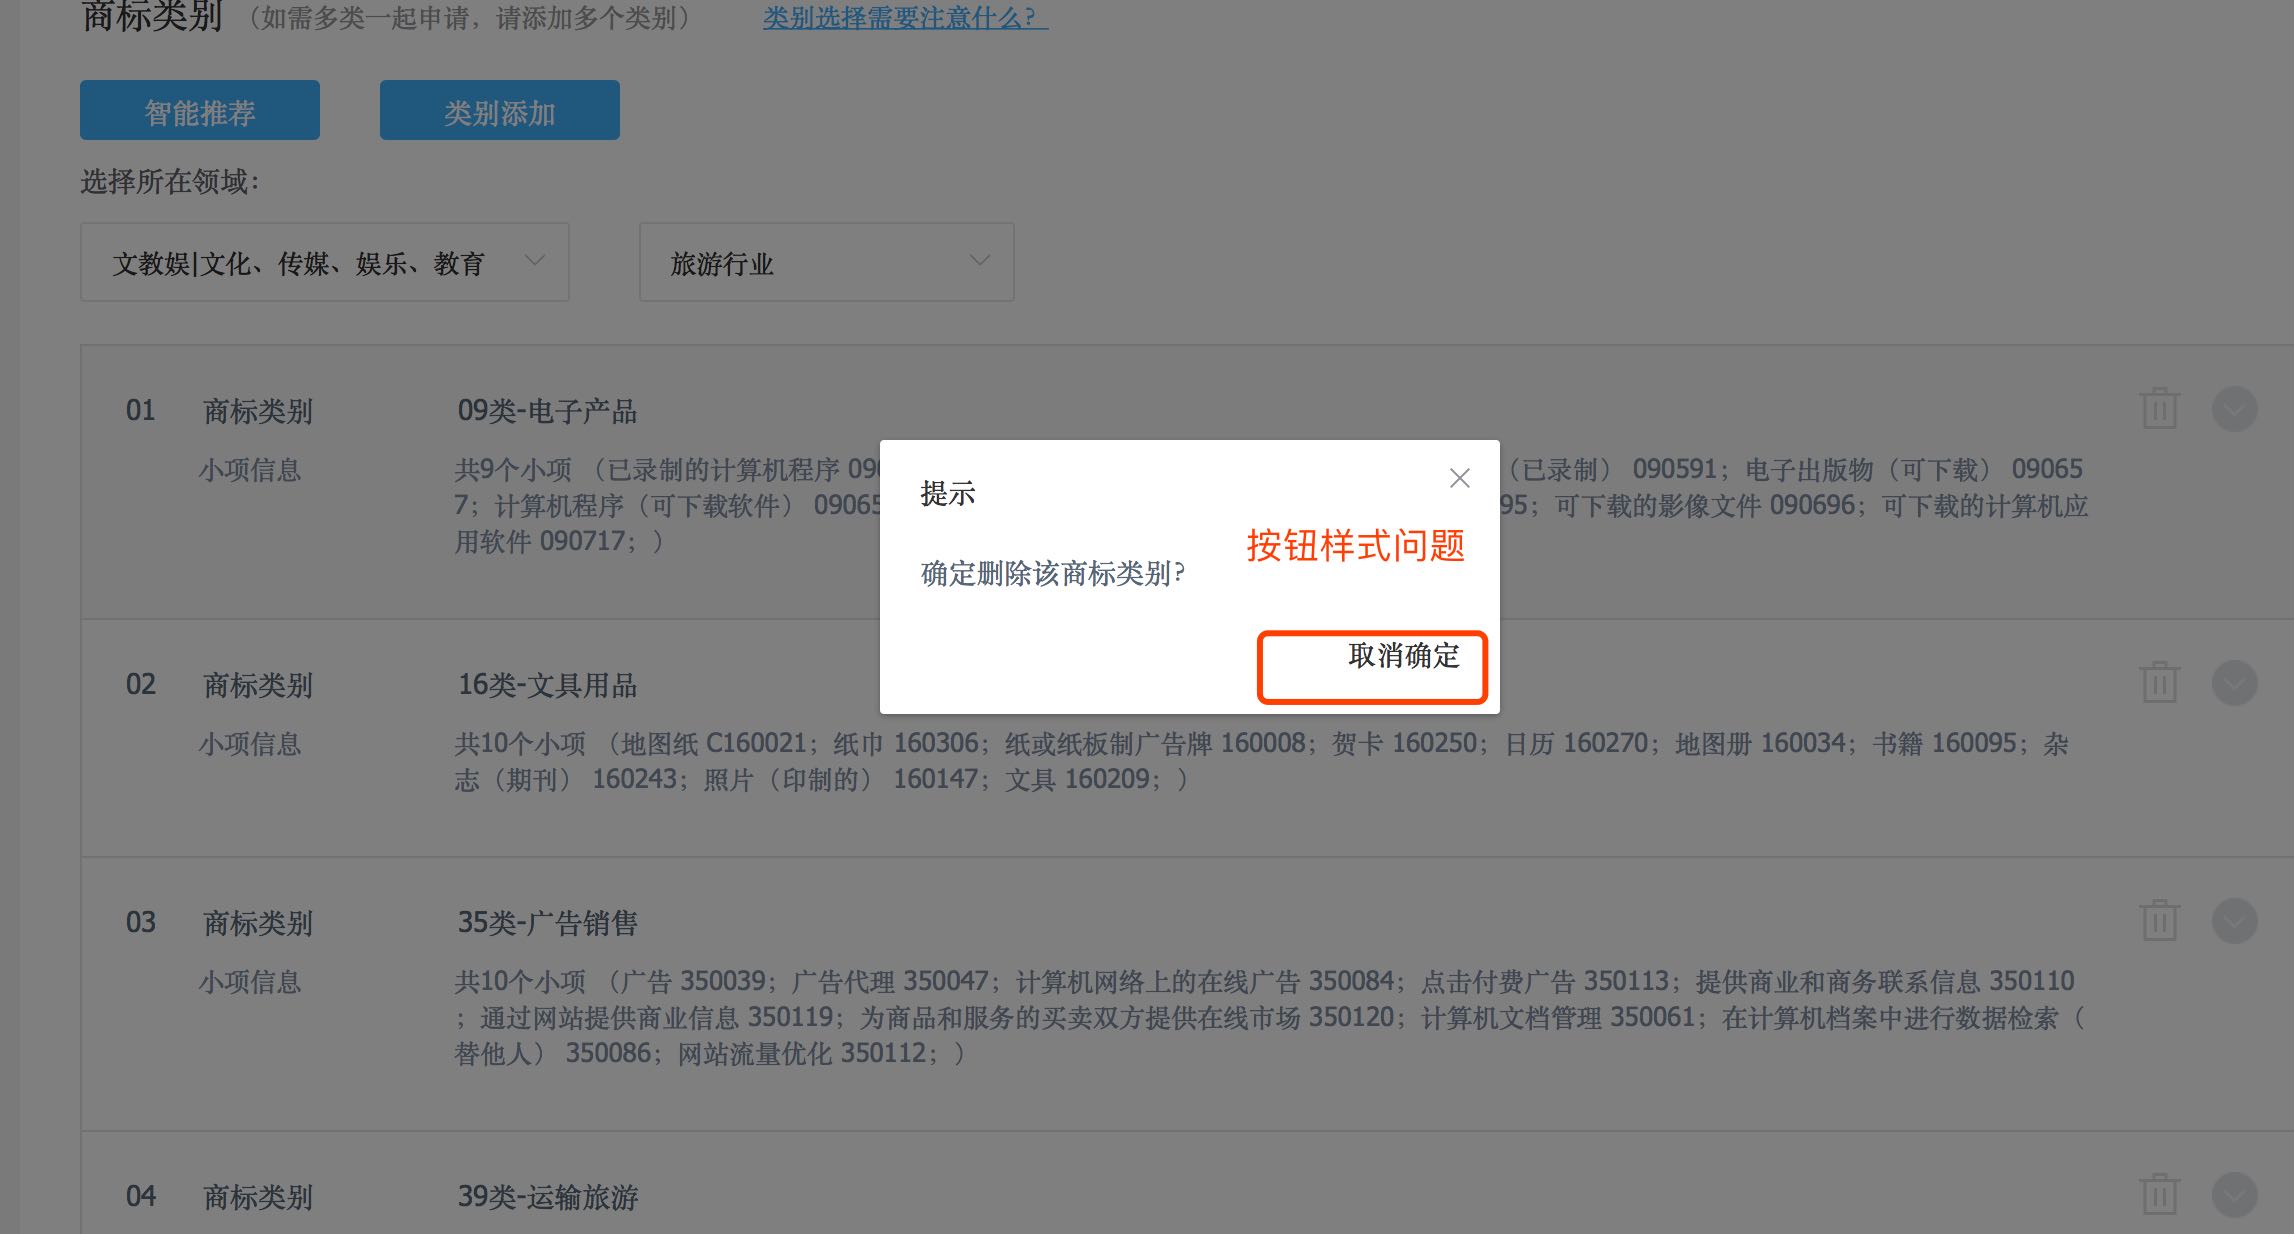 商标类别 （如需多类一起申请，请添加多个类别） 类别选择需要注意什么？
智能推荐 类别添加
选择所在领域：
文教娱|文化、传媒、娱乐、教育 旅游行业
01 商标类别 09类-电子产品
小项信息 共9个小项 （已录制的计算机程序 090 （已录制） 090591；电子出版物（可下载） 09065
7；计算机程序（可下载软件） 09065 95；可下载的影像文件 090696；可下载的计算机应
用软件 090717；）
提示
按钮样式问题
确定删除该商标类别?
取消确定
02 商标类别 16类-文具用品
小项信息 共10个小项 （地图纸 C160021；纸巾 160306；纸或纸板制广告牌 160008；贺卡 160250；日历 160270；地图册 160034；书籍 160095；杂
志（期刊） 160243；照片（印制的） 160147；文具 160209；）
03 商标类别 35类-广告销售
小项信息 共10个小项 （广告 350039；广告代理 350047；计算机网络上的在线广告 350084；点击付费广告 350113；提供商业和商务联系信息 350110
；通过网站提供商业信息 350119；为商品和服务的买卖双方提供在线市场 350120；计算机文档管理 350061；在计算机档案中进行数据检索（
替他人） 350086；网站流量优化 350112；）
04 商标类别 39类-运输旅游